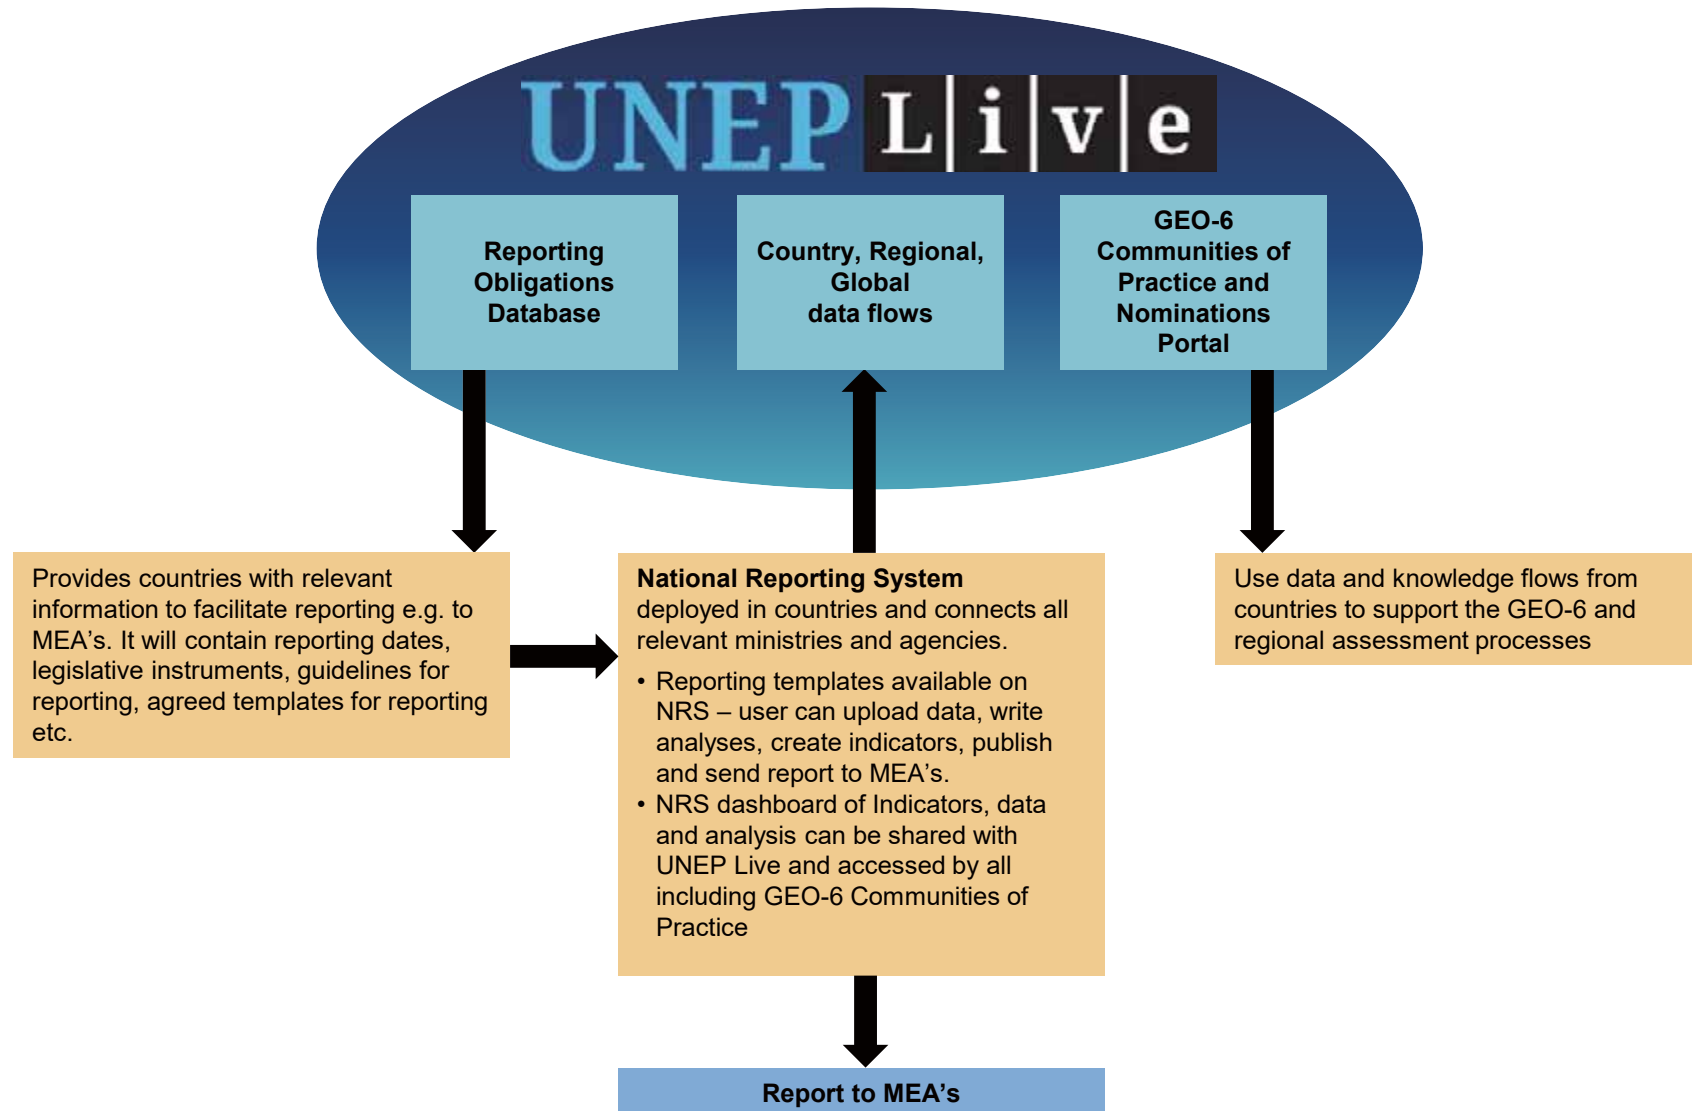 UNEP Live
Reporting
Obligations
Database
Country, Regional,
Global
data flows
GEO-6
Communities of
Practice and
Nominations
Portal
Provides countries with relevant
information to facilitate reporting e.g. to
MEA’s. It will contain reporting dates,
legislative instruments, guidelines for
reporting, agreed templates for reporting
etc.
National Reporting System
deployed in countries and connects all
relevant ministries and agencies.
• Reporting templates available on
NRS – user can upload data, write
analyses, create indicators, publish
and send report to MEA’s.
• NRS dashboard of Indicators, data
and analysis can be shared with
UNEP Live and accessed by all
including GEO-6 Communities of
Practice
Use data and knowledge flows from
countries to support the GEO-6 and
regional assessment processes
Report to MEA’s